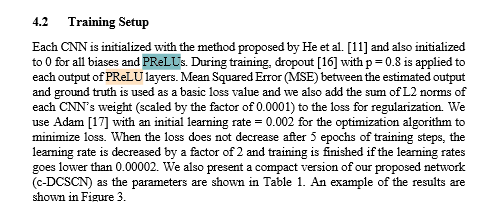 4.2 Training Setup
Each CNN is initialized with the method proposed by He et al. [11] and also initialized
to 0 for all biases and PReLUs. During training, dropout [16] with p = 0.8 is applied to
each output of PReLU layers. Mean Squared Error (MSE) between the estimated output
and ground truth is used as a basic loss value and we also add the sum of L2 norms of
each CNN's weight (scaled by the factor of 0.0001) to the loss for regularization. We
use Adam [17] with an initial learning rate = 0.002 for the optimization algorithm to
minimize loss. When the loss does not decrease after 5 epochs of training steps, the
learning rate is decreased by a factor of 2 and training is finished if the learning rates
goes lower than 0.00002. We also present a compact version of our proposed network
(c-DCSCN) as the parameters are shown in Table 1. An example of the results are
shown in Figure 3.